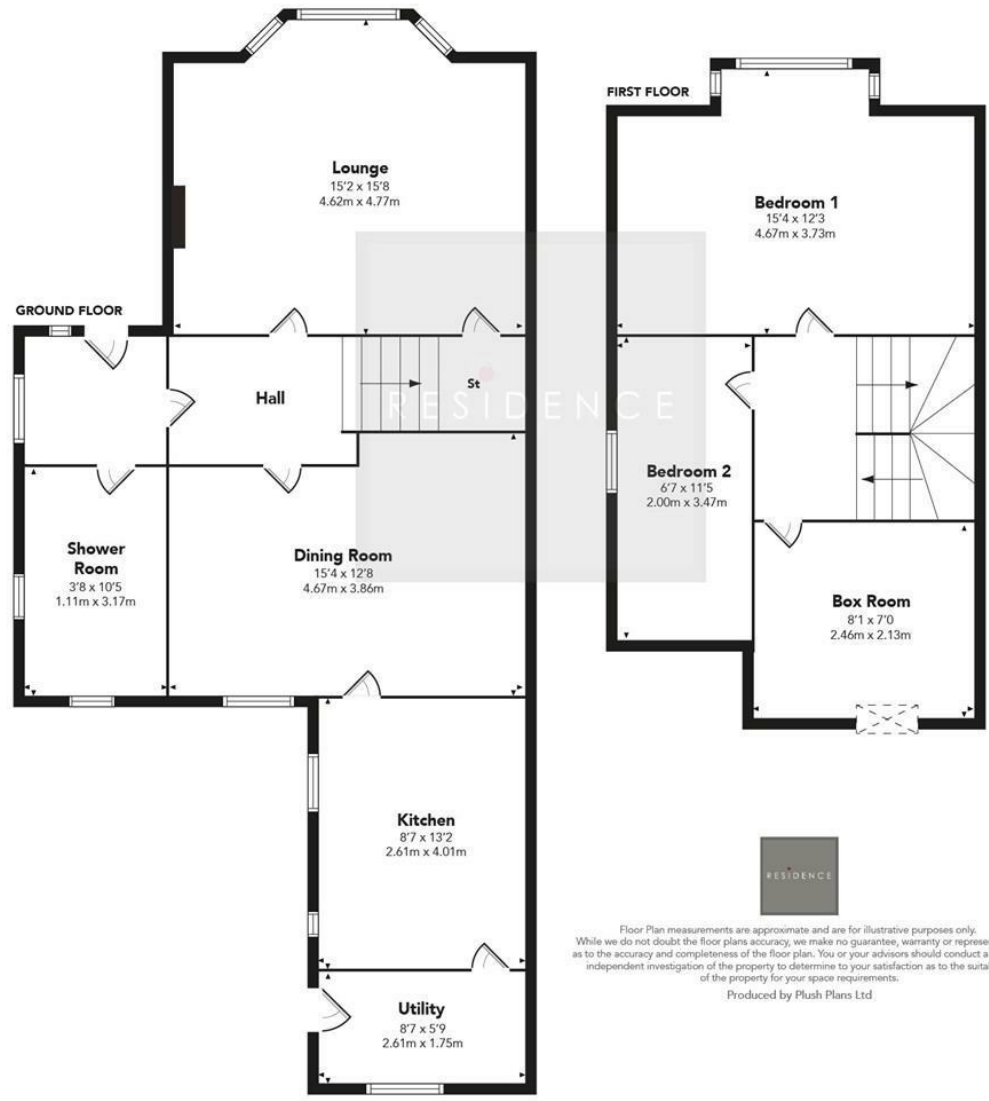 FIRST FLOOR
Lounge
15'2 x 15'8
4.62m x 4.77m
Bedroom 1
15'4 x 12'3
4.67m x 3.73m
GROUND FLOOR
Hall
St
RESIDENCE
Bedroom 2
6'7 x 11'5
2.00m x 3.47m
Shower
Room
3'8 x 10'5
1.11m x 3.17m
Dining Room
15'4 x 12'8
4.67m x 3.86m
Box Room
8'1 x 7'0
2.46m x 2.13m
Kitchen
8'7 x 13'2
2.61m x 4.01m
Utility
8'7 x 5'9
2.61m x 1.75m
RESIDENCE
Floor Plan measurements are approximate and are for illustrative purposes only.
While we do not doubt the floor plans accuracy, we make no guarantee, warranty or represe
as to the accuracy and completeness of the floor plan. You or your advisors should conduct a
independent investigation of the property to determine to your satisfaction as to the suita
of the property for your space requirements.
Produced by Plush Plans Ltd